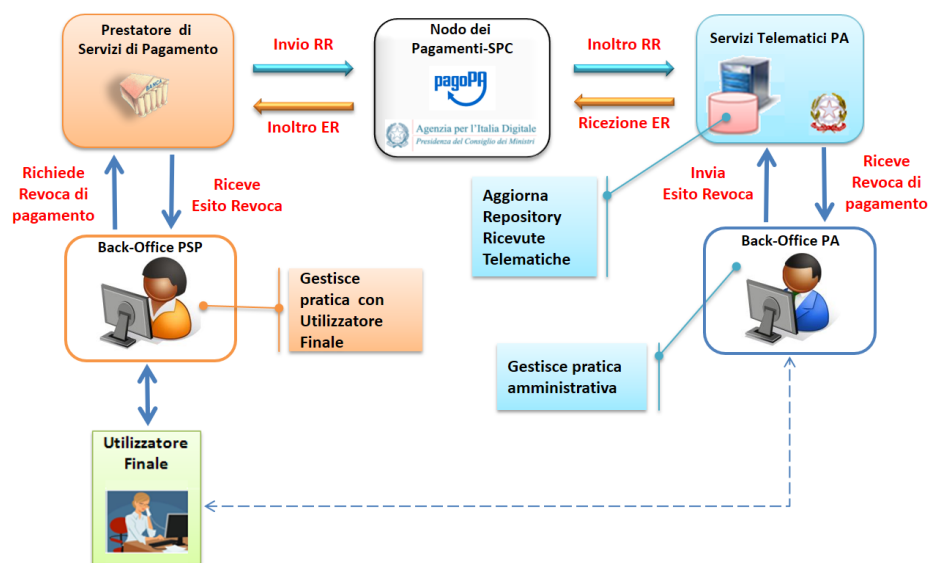 Prestatore di
Servizi di Pagamento
BANCA
Invio RR
Inoltro ER
Nodo dei
Pagamenti-SPC
pagoPA
Agenzia per l'Italia Digitale
Presidenza del Consiglio dei Ministri
Inoltro RR
Ricezione ER
Servizi Telematici PA
Richiede
Revoca di
pagamento
Riceve
Esito Revoca
Aggiorna
Repository
Ricevute
Telematiche
Invia
Esito Revoca
Riceve
Revoca di
pagamento
Back-Office PSP
Gestisce
pratica con
Utilizzatore
Finale
Back-Office PA
Gestisce pratica
amministrativa
Utilizzatore
Finale